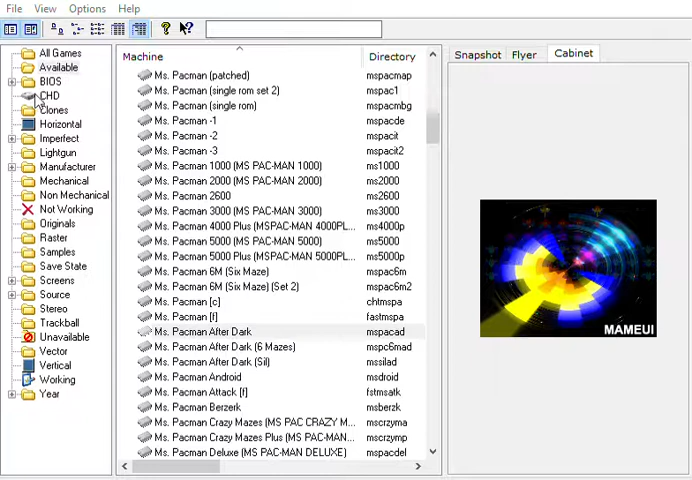 File View Options Help
All Games
Available
BIOS
CHD
Clones
Horizontal
Imperfect
Lightgun
Manufacturer
Mechanical
Non Mechanical
Not Working
Originals
Raster
Samples
Save State
Screens
Source
Stereo
Trackball
Unavailable
Vector
Vertical
Working
Year
Machine Directory
Ms. Pacman (patched) mspacmap
Ms. Pacman (single rom set 2) mspac1
Ms. Pacman (single rom) mspacmbg
Ms. Pacman -1 mspacde
Ms. Pacman -2 mspacit
Ms. Pacman -3 mspacit2
Ms. Pacman 1000 (MS PAC-MAN 1000) ms1000
Ms. Pacman 2000 (MS PAC-MAN 2000) ms2000
Ms. Pacman 2600 ms2600
Ms. Pacman 3000 (MS PAC-MAN 3000) ms3000
Ms. Pacman 4000 Plus (MSPAC-MAN 4000PL... ms4000p
Ms. Pacman 5000 (MS PAC-MAN 5000) ms5000
Ms. Pacman 5000 Plus (MSPAC-MAN 5000PL... ms5000p
Ms. Pacman 6M (Six Maze) mspac6m
Ms. Pacman 6M (Six Maze) (Set 2) mspac6m2
Ms. Pacman [c] chtmspa
Ms. Pacman [f] fastmspa
Ms. Pacman After Dark mspacad
Ms. Pacman After Dark (6 Mazes) mspc6mad
Ms. Pacman After Dark (Sil) mssilad
Ms. Pacman Android msdroid
Ms. Pacman Attack [f] fstmsatk
Ms. Pacman Berzerk msberzk
Ms. Pacman Crazy Mazes (MS PAC CRAZY M... mscrzyma
Ms. Pacman Crazy Mazes Plus (MS PAC-MAN... mscrzymp
Ms. Pacman Deluxe (MS PAC-MAN DELUXE) mspacdel
Snapshot Flyer Cabinet
MAMEUI